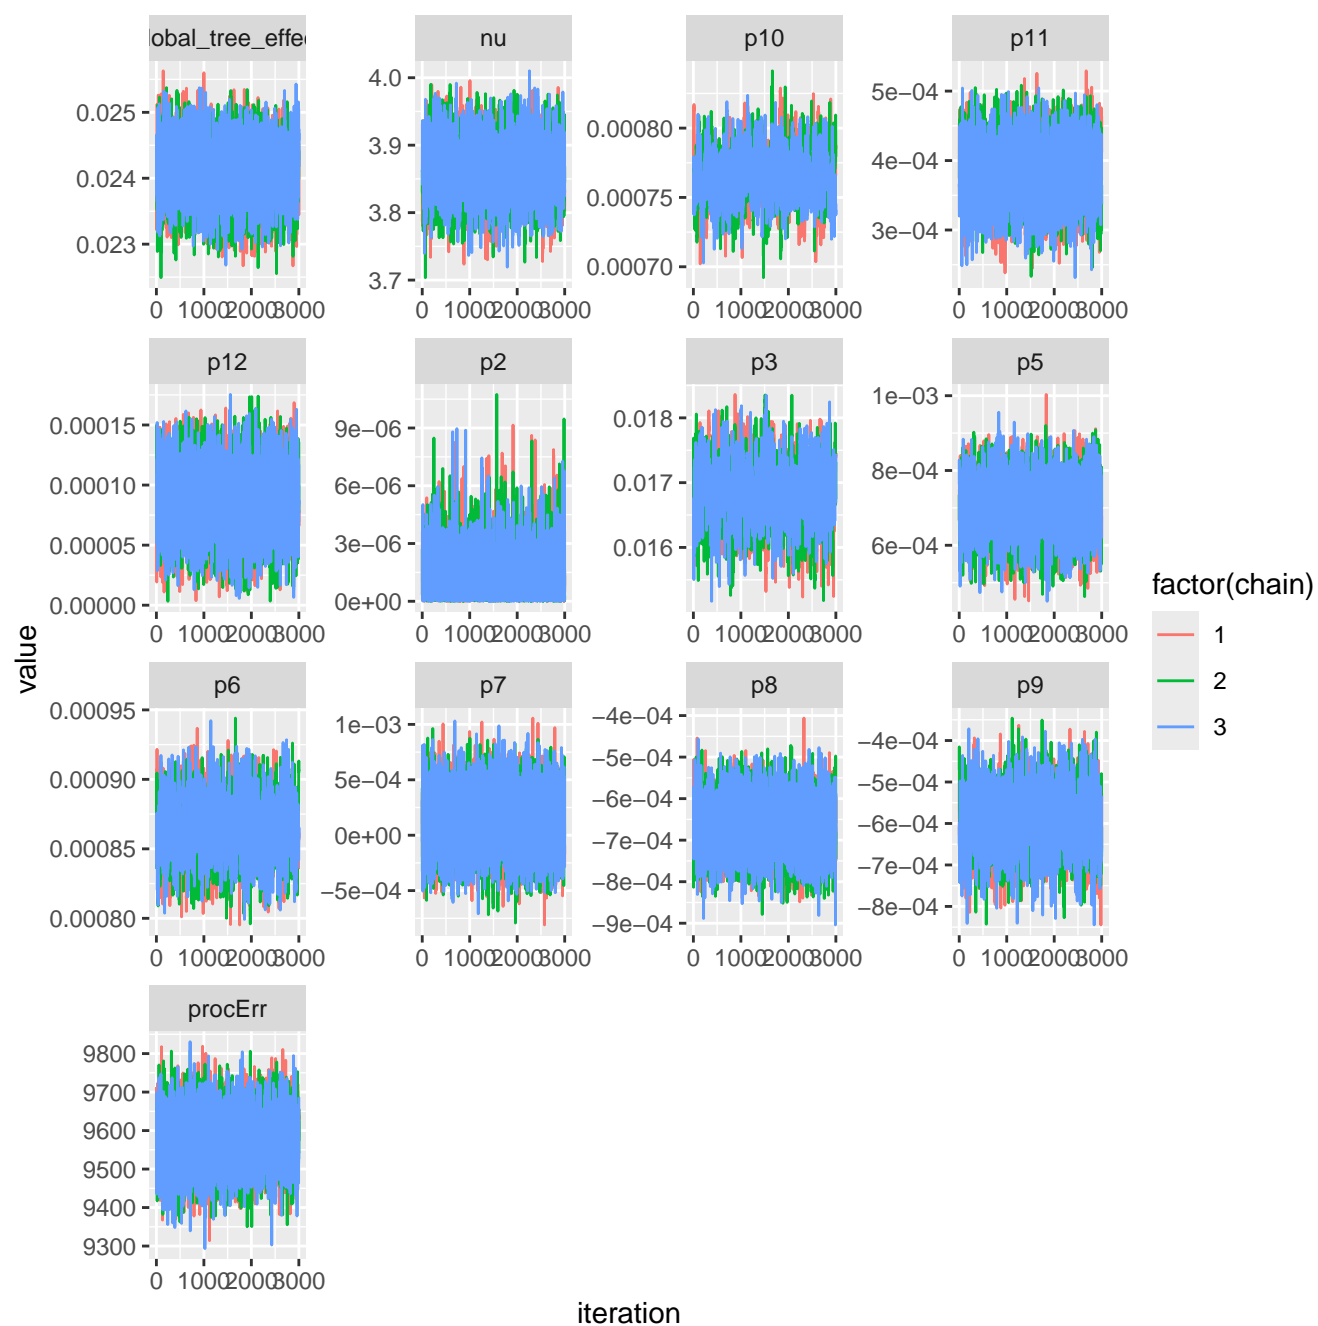 lobal_tree_effe
nu
p10
p11
0.025
0.024
0.023
4.0
3.9
3.8
3.7
0.00080
0.00075
0.00070
5e−04
4e−04
3e−04
0 1000 2000 3000
0 1000 2000 3000
0 1000 2000 3000
0 1000 2000 3000
p12
p2
p3
p5
0.00015
0.00010
0.00005
0.00000
9e−06
6e−06
3e−06
0e+00
0.018
0.017
0.016
1e−03
8e−04
6e−04
0 1000 2000 3000
0 1000 2000 3000
0 1000 2000 3000
0 1000 2000 3000
p6
p7
p8
p9
0.00095
0.00090
0.00085
0.00080
1e−03
5e−04
0e+00
−5e−04
−4e−04
−5e−04
−6e−04
−7e−04
−8e−04
−9e−04
−4e−04
−5e−04
−6e−04
−7e−04
−8e−04
0 1000 2000 3000
0 1000 2000 3000
0 1000 2000 3000
0 1000 2000 3000
procErr
9800
9700
9600
9500
9400
9300
0 1000 2000 3000
iteration
value
factor(chain)
1
2
3